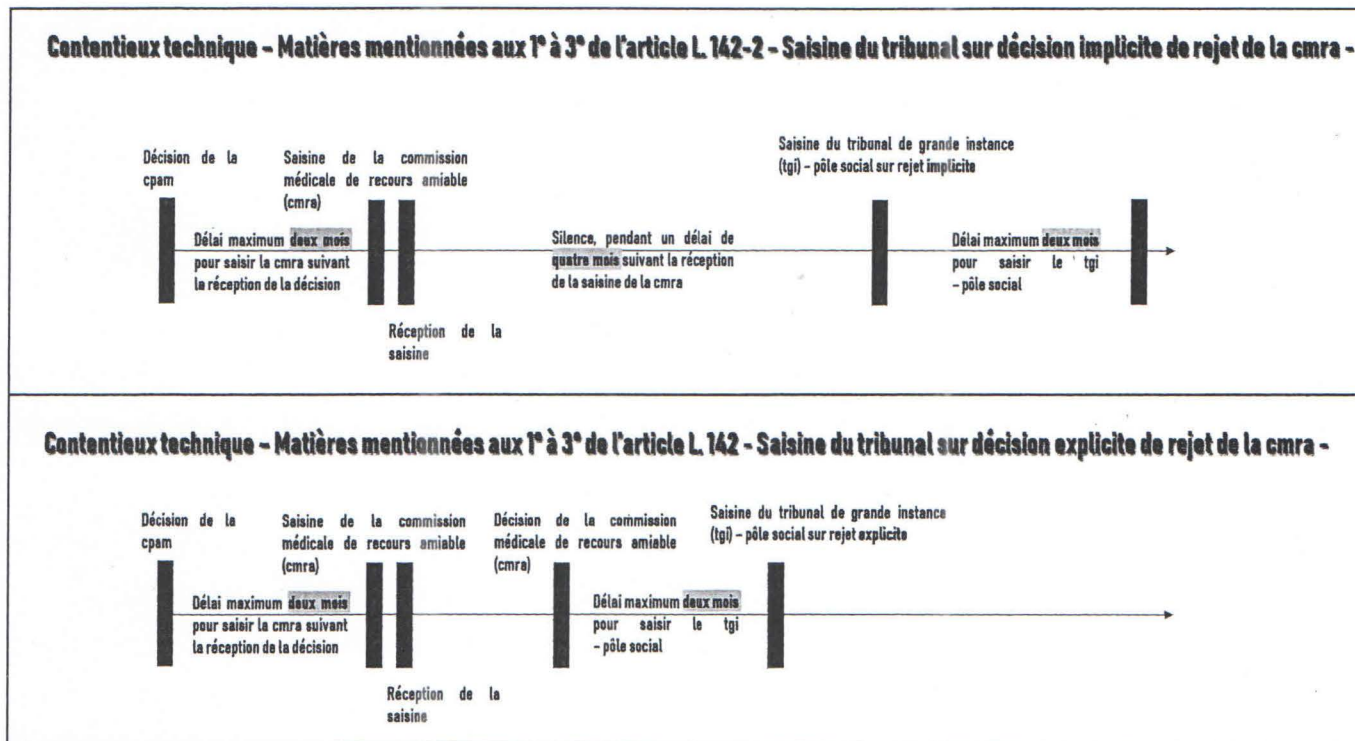 Contentieux technique – Matières mentionnées aux 1° à 3° de l'article L. 142-2 – Saisine du tribunal sur décision implicite de rejet de la cmra –
Décision de la
cpam
Saisine de la commission
médicale de recours amiable
(cmra)
Saisine du tribunal de grande instance
(tgi) – pôle social sur rejet implicite
Délai maximum deux mois
pour saisir la cmra suivant
la réception de la décision
Silence, pendant un délai de
quatre mois suivant la réception
de la saisine de la cmra
Délai maximum deux mois
pour saisir le tgi
– pôle social
Réception de la
saisine
Contentieux technique – Matières mentionnées aux 1° à 3° de l'article L. 142 - Saisine du tribunal sur décision explicite de rejet de la cmra –
Décision de la
cpam
Saisine de la commission
médicale de recours amiable
(cmra)
Décision de la commission
médicale de recours amiable
(cmra)
Saisine du tribunal de grande instance
(tgi) – pôle social sur rejet explicite
Délai maximum deux mois
pour saisir la cmra suivant
la réception de la décision
Délai maximum deux mois
pour saisir le tgi
– pôle social
Réception de la
saisine